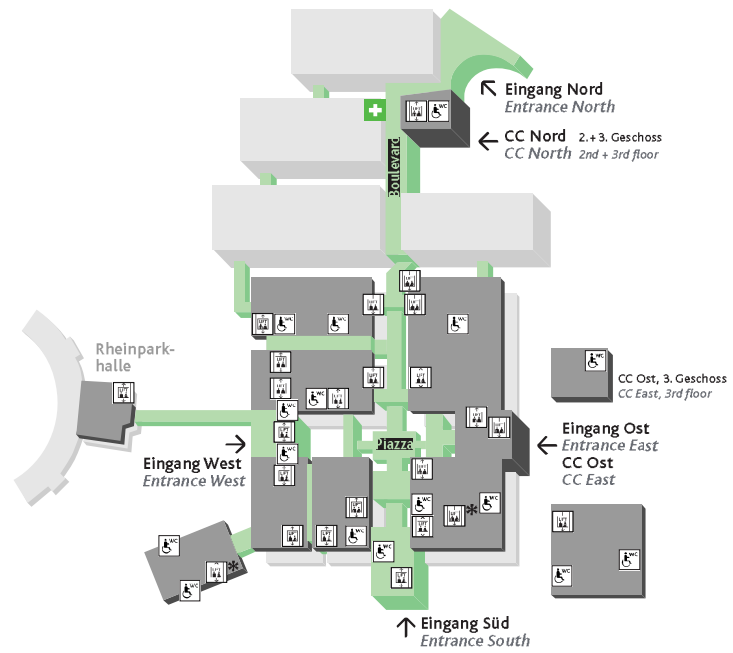 Eingang Nord
Entrance North
CC Nord 2.+3. Geschoss
CC North 2nd + 3rd floor
Boulevard
WC
LIFT
Rheinpark-
halle
CC Ost, 3. Geschoss
CC East, 3rd floor
Piazza
Eingang West
Entrance West
Eingang Ost
Entrance East
CC Ost
CC East
*
*
Eingang Süd
Entrance South